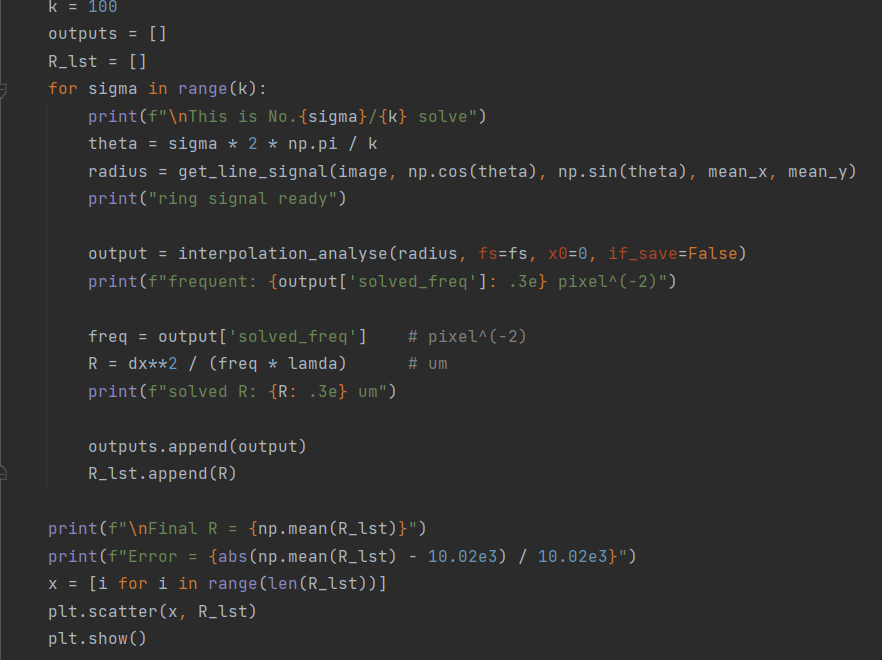 k = 100
outputs = []
R_lst = []
for sigma in range(k):
    print(f"\nThis is No.{sigma}/{k} solve")
    theta = sigma * 2 * np.pi / k
    radius = get_line_signal(image, np.cos(theta), np.sin(theta), mean_x, mean_y)
    print("ring signal ready")

    output = interpolation_analyse(radius, fs=fs, x0=0, if_save=False)
    print(f"frequent: {output['solved_freq']: .3e} pixel^(-2)")

    freq = output['solved_freq']    # pixel^(-2)
    R = dx**2 / (freq * lamda)      # um
    print(f"solved R: {R: .3e} um")

    outputs.append(output)
    R_lst.append(R)

print(f"\nFinal R = {np.mean(R_lst)}")
print(f"Error = {abs(np.mean(R_lst) - 10.02e3) / 10.02e3}")
x = [i for i in range(len(R_lst))]
plt.scatter(x, R_lst)
plt.show()